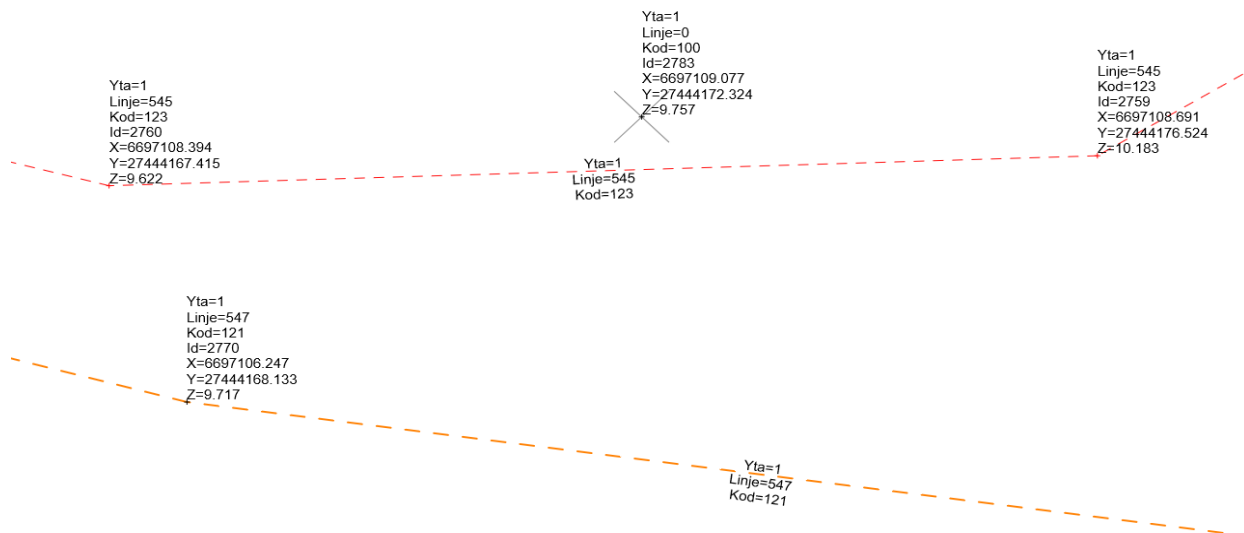 Yta=1
Linje=0
Kod=100
Id=2783
X=6697109.077
Y=27444172.324
Z=9.757
Yta=1
Linje=545
Kod=123
Id=2759
X=6697108.691
Y=27444176.524
Z=10.183
Yta=1
Linje=545
Kod=123
Id=2760
X=6697108.394
Y=27444167.415
Z=9.622
Yta=1
Linje=545
Kod=123
Yta=1
Linje=547
Kod=121
Id=2770
X=6697106.247
Y=27444168.133
Z=9.717
Yta=1
Linje=547
Kod=121